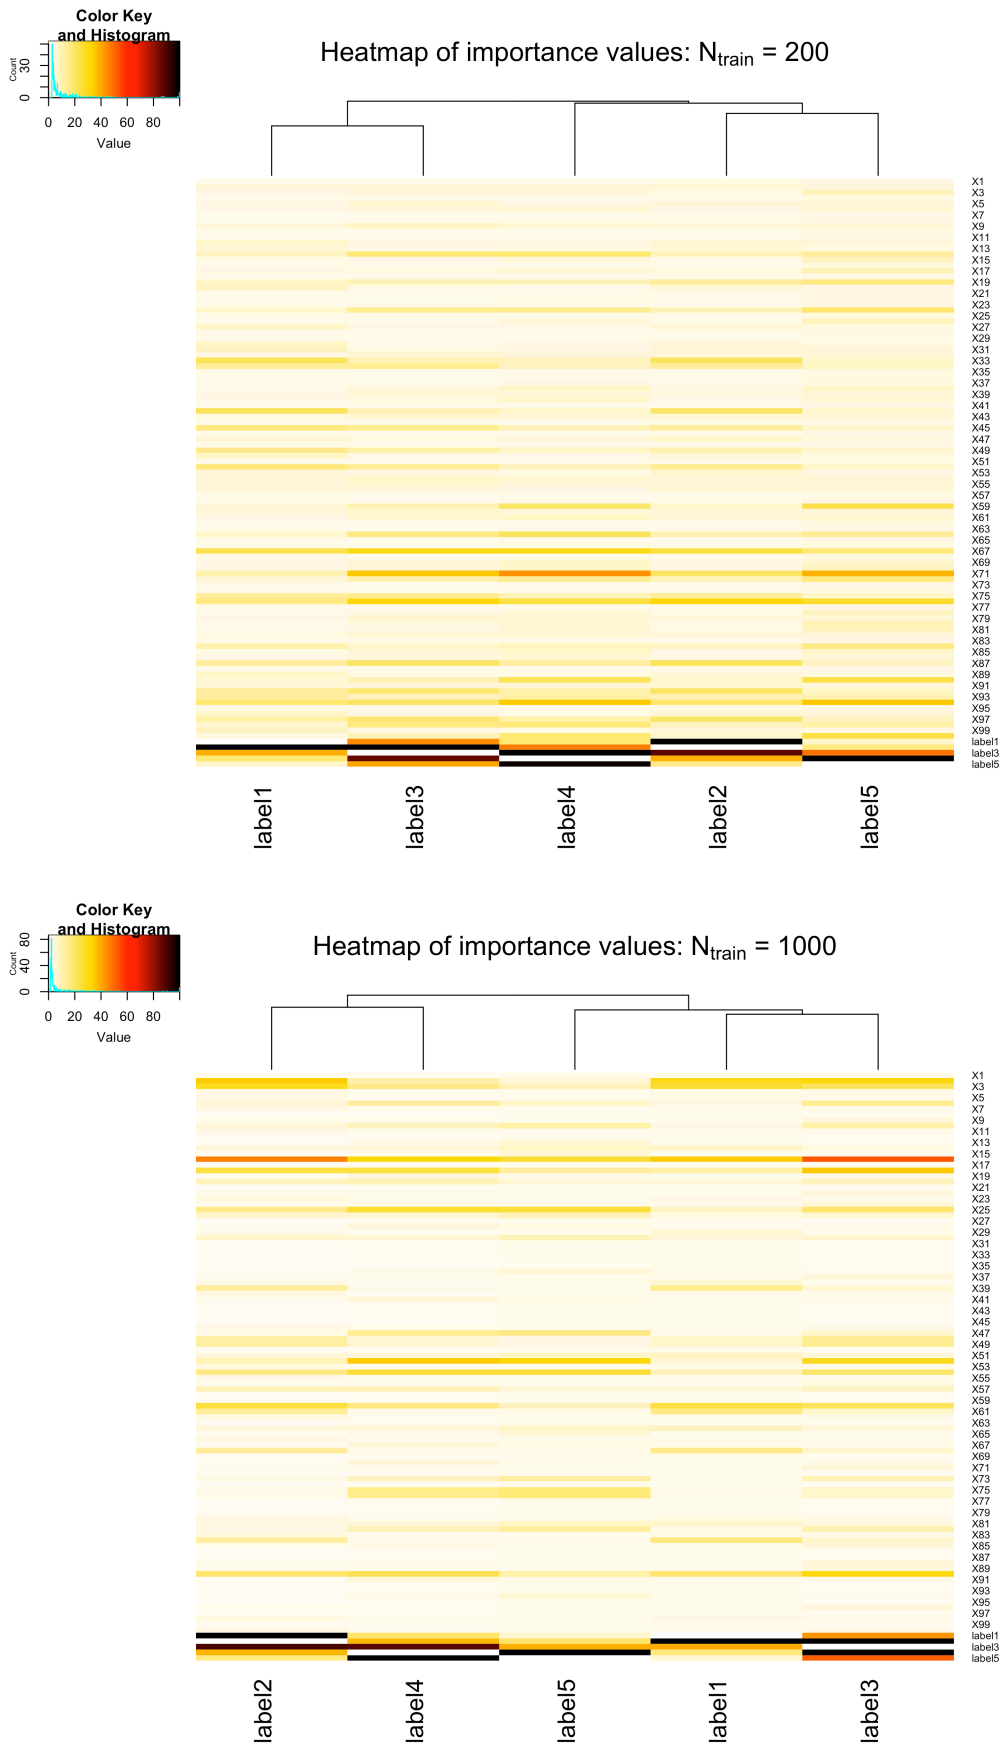 Color Key
and Histogram
Count
0 30
0 20 40 60 80
Value
Heatmap of importance values: Ntrain = 200
X1
X3
X5
X7
X9
X11
X13
X15
X17
X19
X21
X23
X25
X27
X29
X31
X33
X35
X37
X39
X41
X43
X45
X47
X49
X51
X53
X55
X57
X59
X61
X63
X65
X67
X69
X71
X73
X75
X77
X79
X81
X83
X85
X87
X89
X91
X93
X95
X97
X99
label1
label3
label5
label1 label3 label4 label2 label5
Color Key
and Histogram
Count
0 40 80
0 20 40 60 80
Value
Heatmap of importance values: Ntrain = 1000
X1
X3
X5
X7
X9
X11
X13
X15
X17
X19
X21
X23
X25
X27
X29
X31
X33
X35
X37
X39
X41
X43
X45
X47
X49
X51
X53
X55
X57
X59
X61
X63
X65
X67
X69
X71
X73
X75
X77
X79
X81
X83
X85
X87
X89
X91
X93
X95
X97
X99
label1
label3
label5
label2 label4 label5 label1 label3